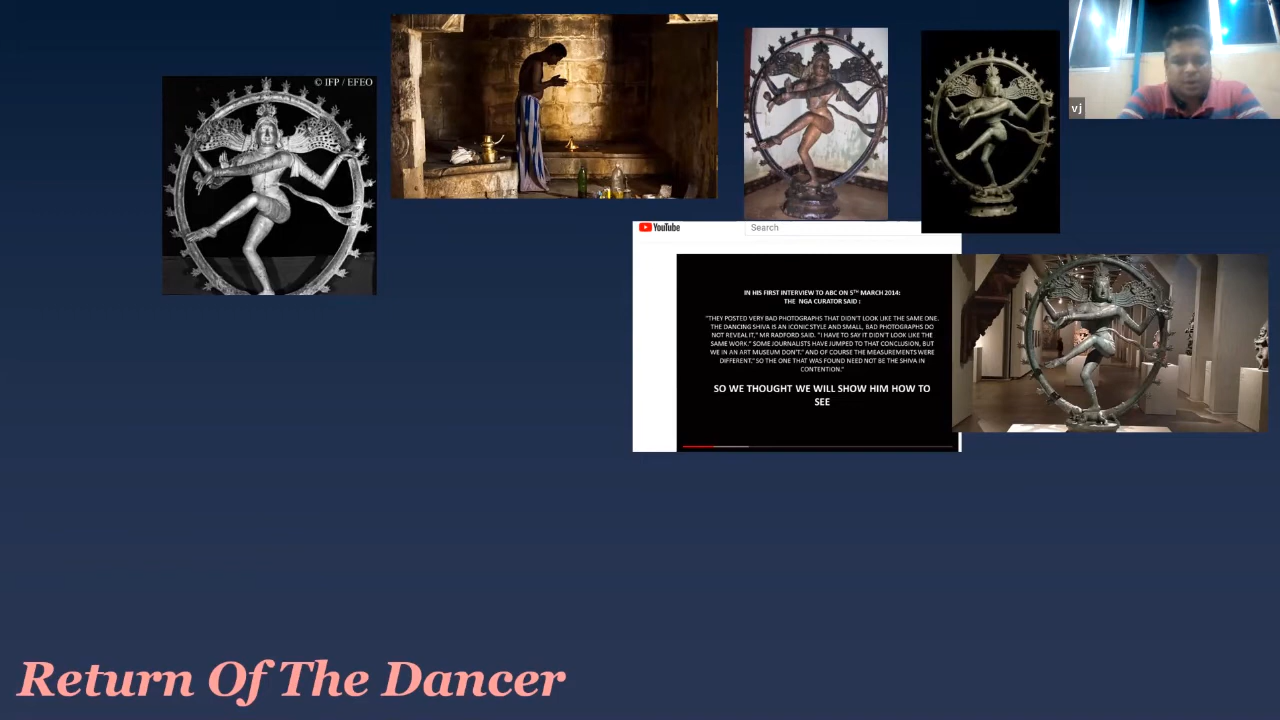 © IFP / EFEO
vj
YouTube
Search
IN HIS FIRST INTERVIEW TO ABC ON 5TH MARCH 2014:
THE NGA CURATOR SAID :
"THEY POSTED VERY BAD PHOTOGRAPHS THAT DIDN'T LOOK LIKE THE SAME ONE.
THE DANCING SHIVA IS AN ICONIC STYLE AND SMALL, BAD PHOTOGRAPHS DO
NOT REVEAL IT," MR RADFORD SAID. "I HAVE TO SAY IT DIDN'T LOOK LIKE THE
SAME WORK." SOME JOURNALISTS HAVE JUMPED TO THAT CONCLUSION, BUT
WE IN AN ART MUSEUM DON'T." AND OF COURSE THE MEASUREMENTS WERE
DIFFERENT." SO THE ONE THAT WAS FOUND NEED NOT BE THE SHIVA IN
CONTENTION."
SO WE THOUGHT WE WILL SHOW HIM HOW TO
SEE
Return Of The Dancer